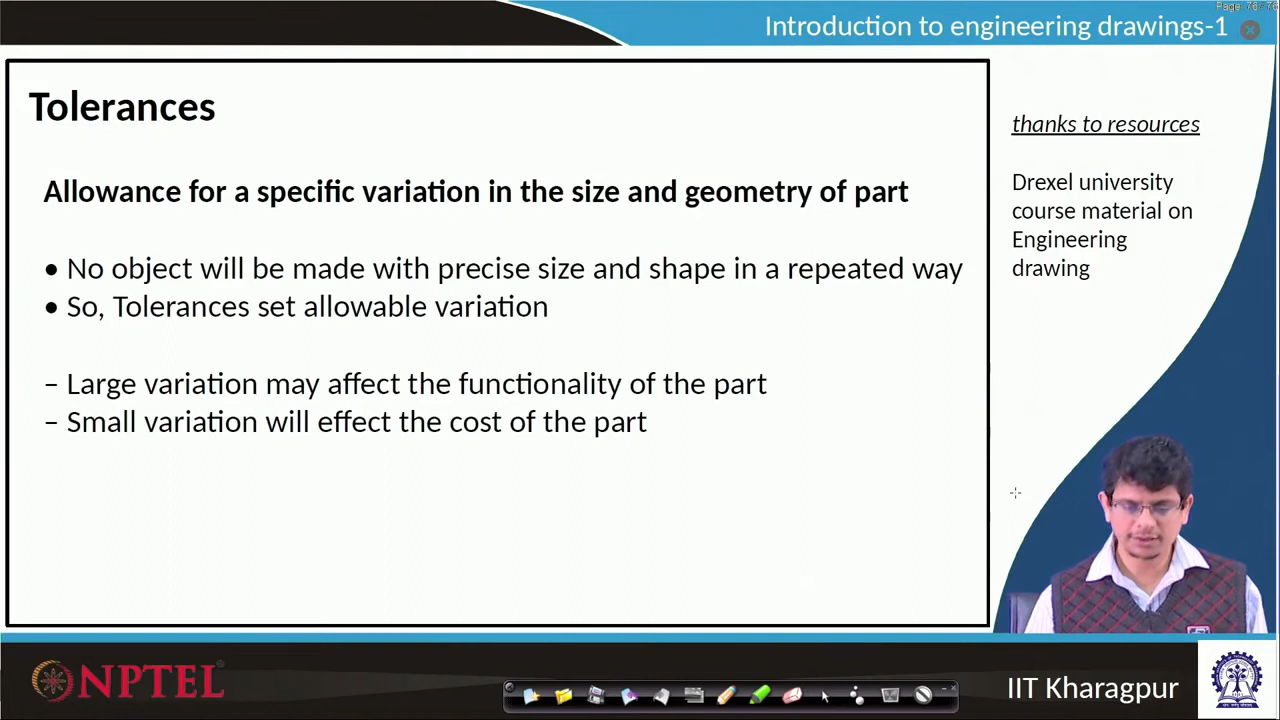 Page: 76 / 76
Introduction to engineering drawings-1
Tolerances
Allowance for a specific variation in the size and geometry of part
• No object will be made with precise size and shape in a repeated way
• So, Tolerances set allowable variation
– Large variation may affect the functionality of the part
– Small variation will effect the cost of the part
thanks to resources
Drexel university
course material on
Engineering
drawing
NPTEL
IIT Kharagpur